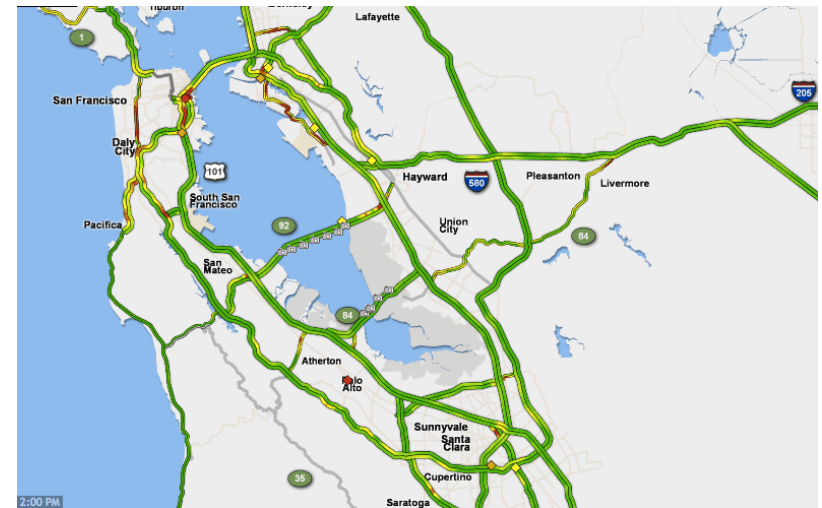 Tiburon
Berkeley
Lafayette
1
205
San Francisco
Daly
City
101
Hayward
580
Pleasanton
Livermore
South San
Francisco
Pacifica
92
Union
City
84
San
Mateo
84
Atherton
Palo
Alto
Sunnyvale
Santa
Clara
35
Cupertino
2:00 PM
Saratoga